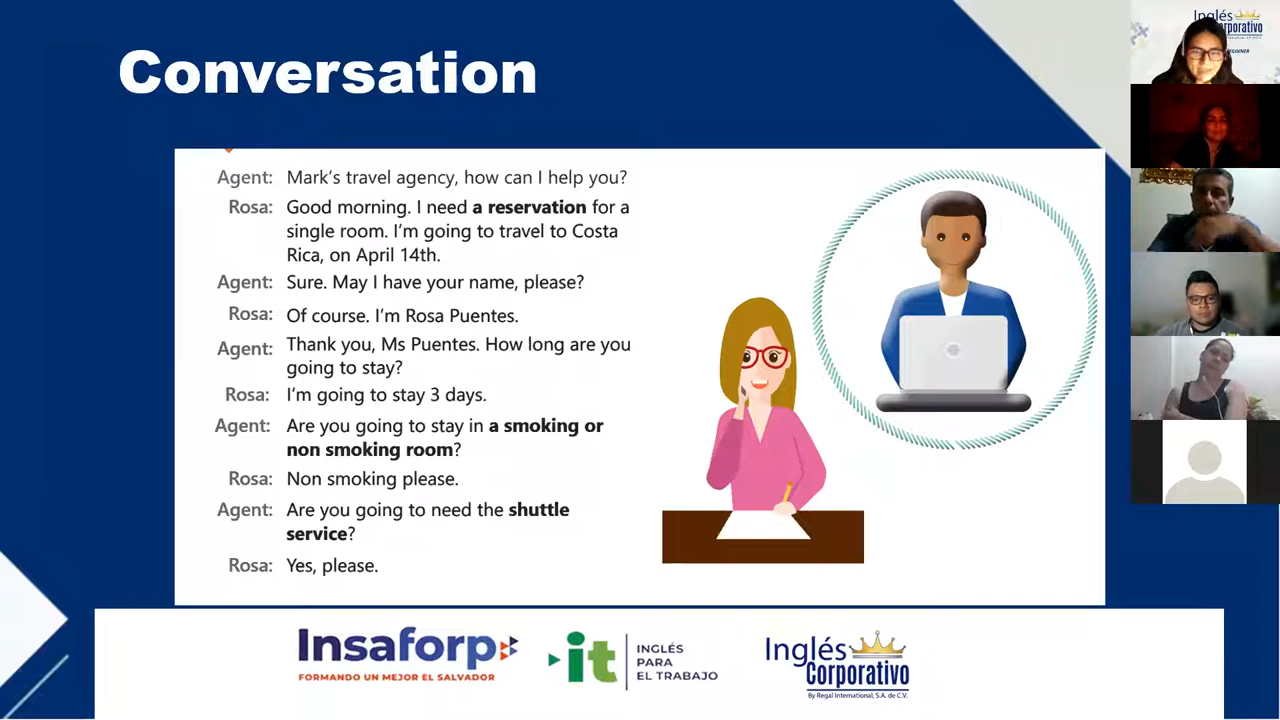 Conversation
Agent: Mark's travel agency, how can I help you?
Rosa: Good morning. I need a reservation for a
single room. I'm going to travel to Costa
Rica, on April 14th.
Agent: Sure. May I have your name, please?
Rosa: Of course. I'm Rosa Puentes.
Agent: Thank you, Ms Puentes. How long are you
going to stay?
Rosa: I'm going to stay 3 days.
Agent: Are you going to stay in a smoking or
non smoking room?
Rosa: Non smoking please.
Agent: Are you going to need the shuttle
service?
Rosa: Yes, please.
Insaforp
FORMANDO UN MEJOR EL SALVADOR
it
INGLÉS
PARA
EL TRABAJO
Inglés
Corporativo
By Regal International, S.A. de C.V.
Inglés